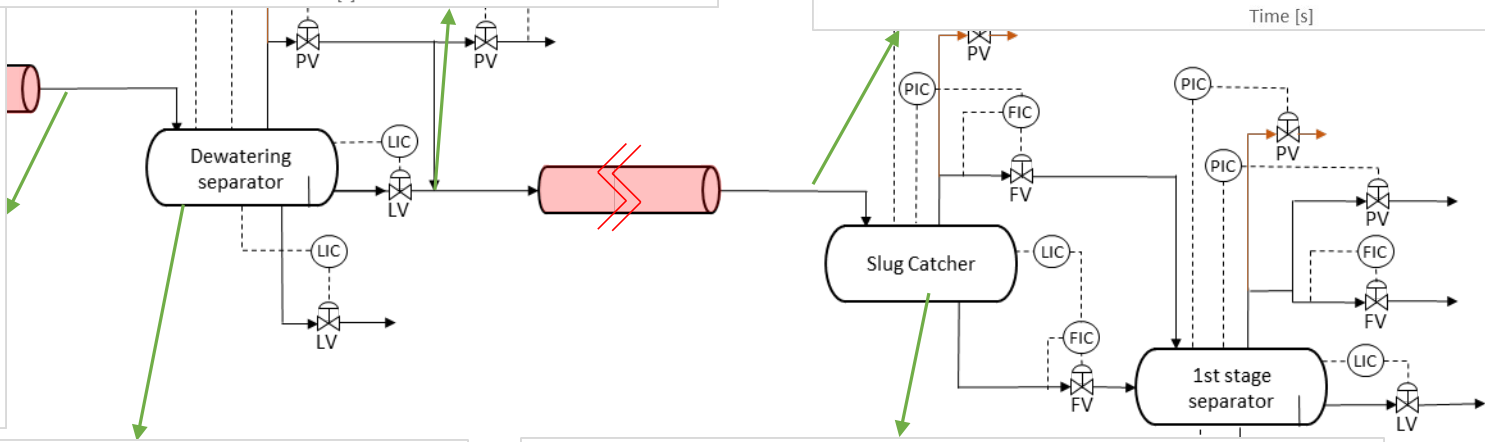 Time [s]
PV
PV
PV
PIC
PIC
FIC
LIC
Dewatering
separator
PV
PIC
LV
FV
PV
LIC
LIC
Slug Catcher
FIC
FV
LV
FIC
LIC
1st stage
separator
FV
LV